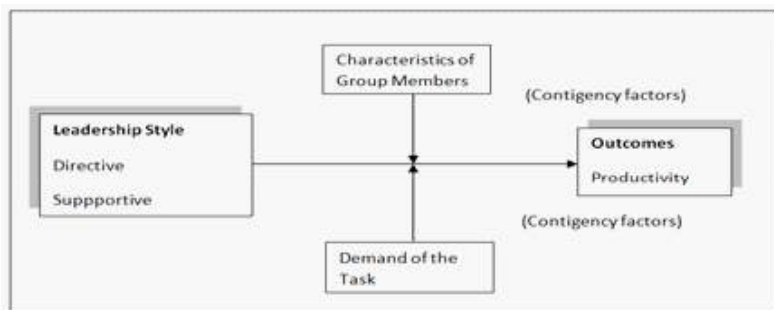 Characteristics of
Group Members
(Contigency factors)
Leadership Style
Directive
Suppportive
Outcomes
Productivity
(Contigency factors)
Demand of the
Task